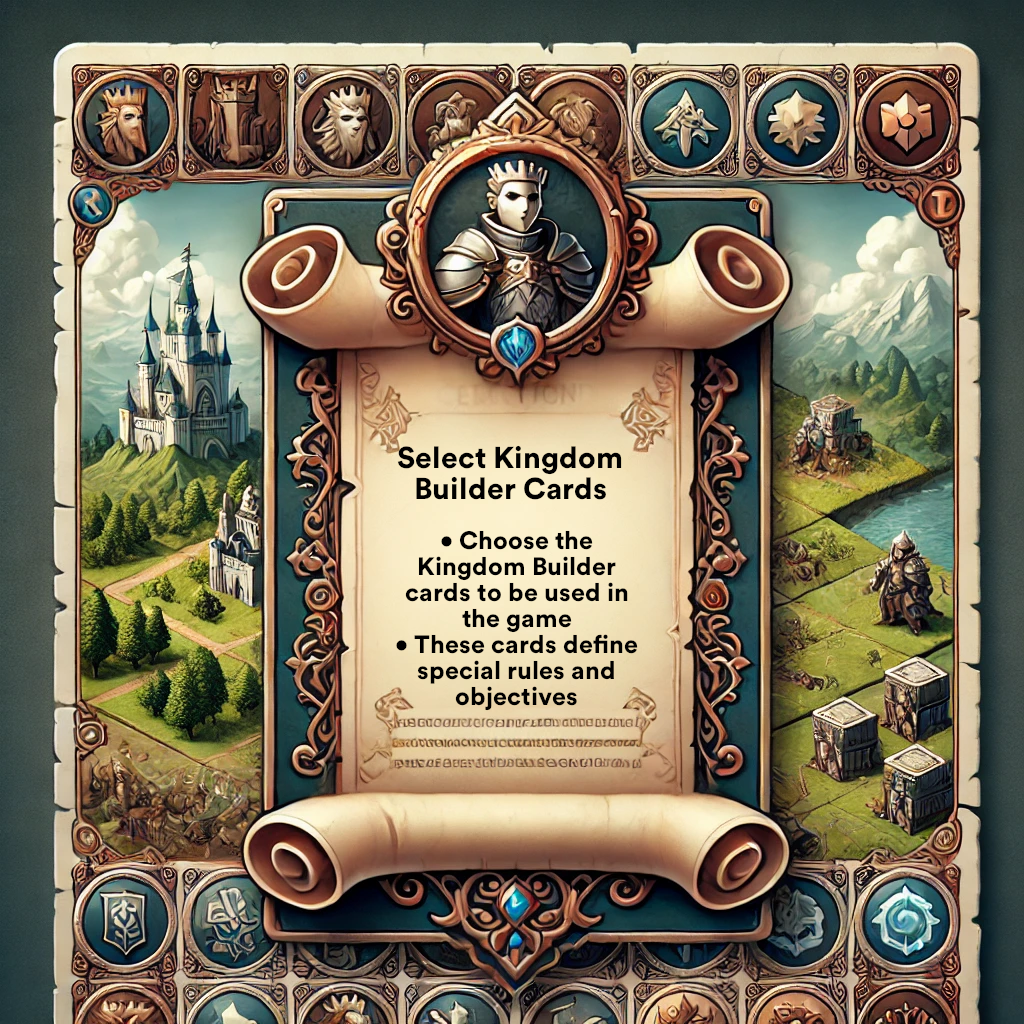 Select Kingdom
Builder Cards
• Choose the
Kingdom Builder
cards to be used in
the game
• These cards define
special rules and
objectives